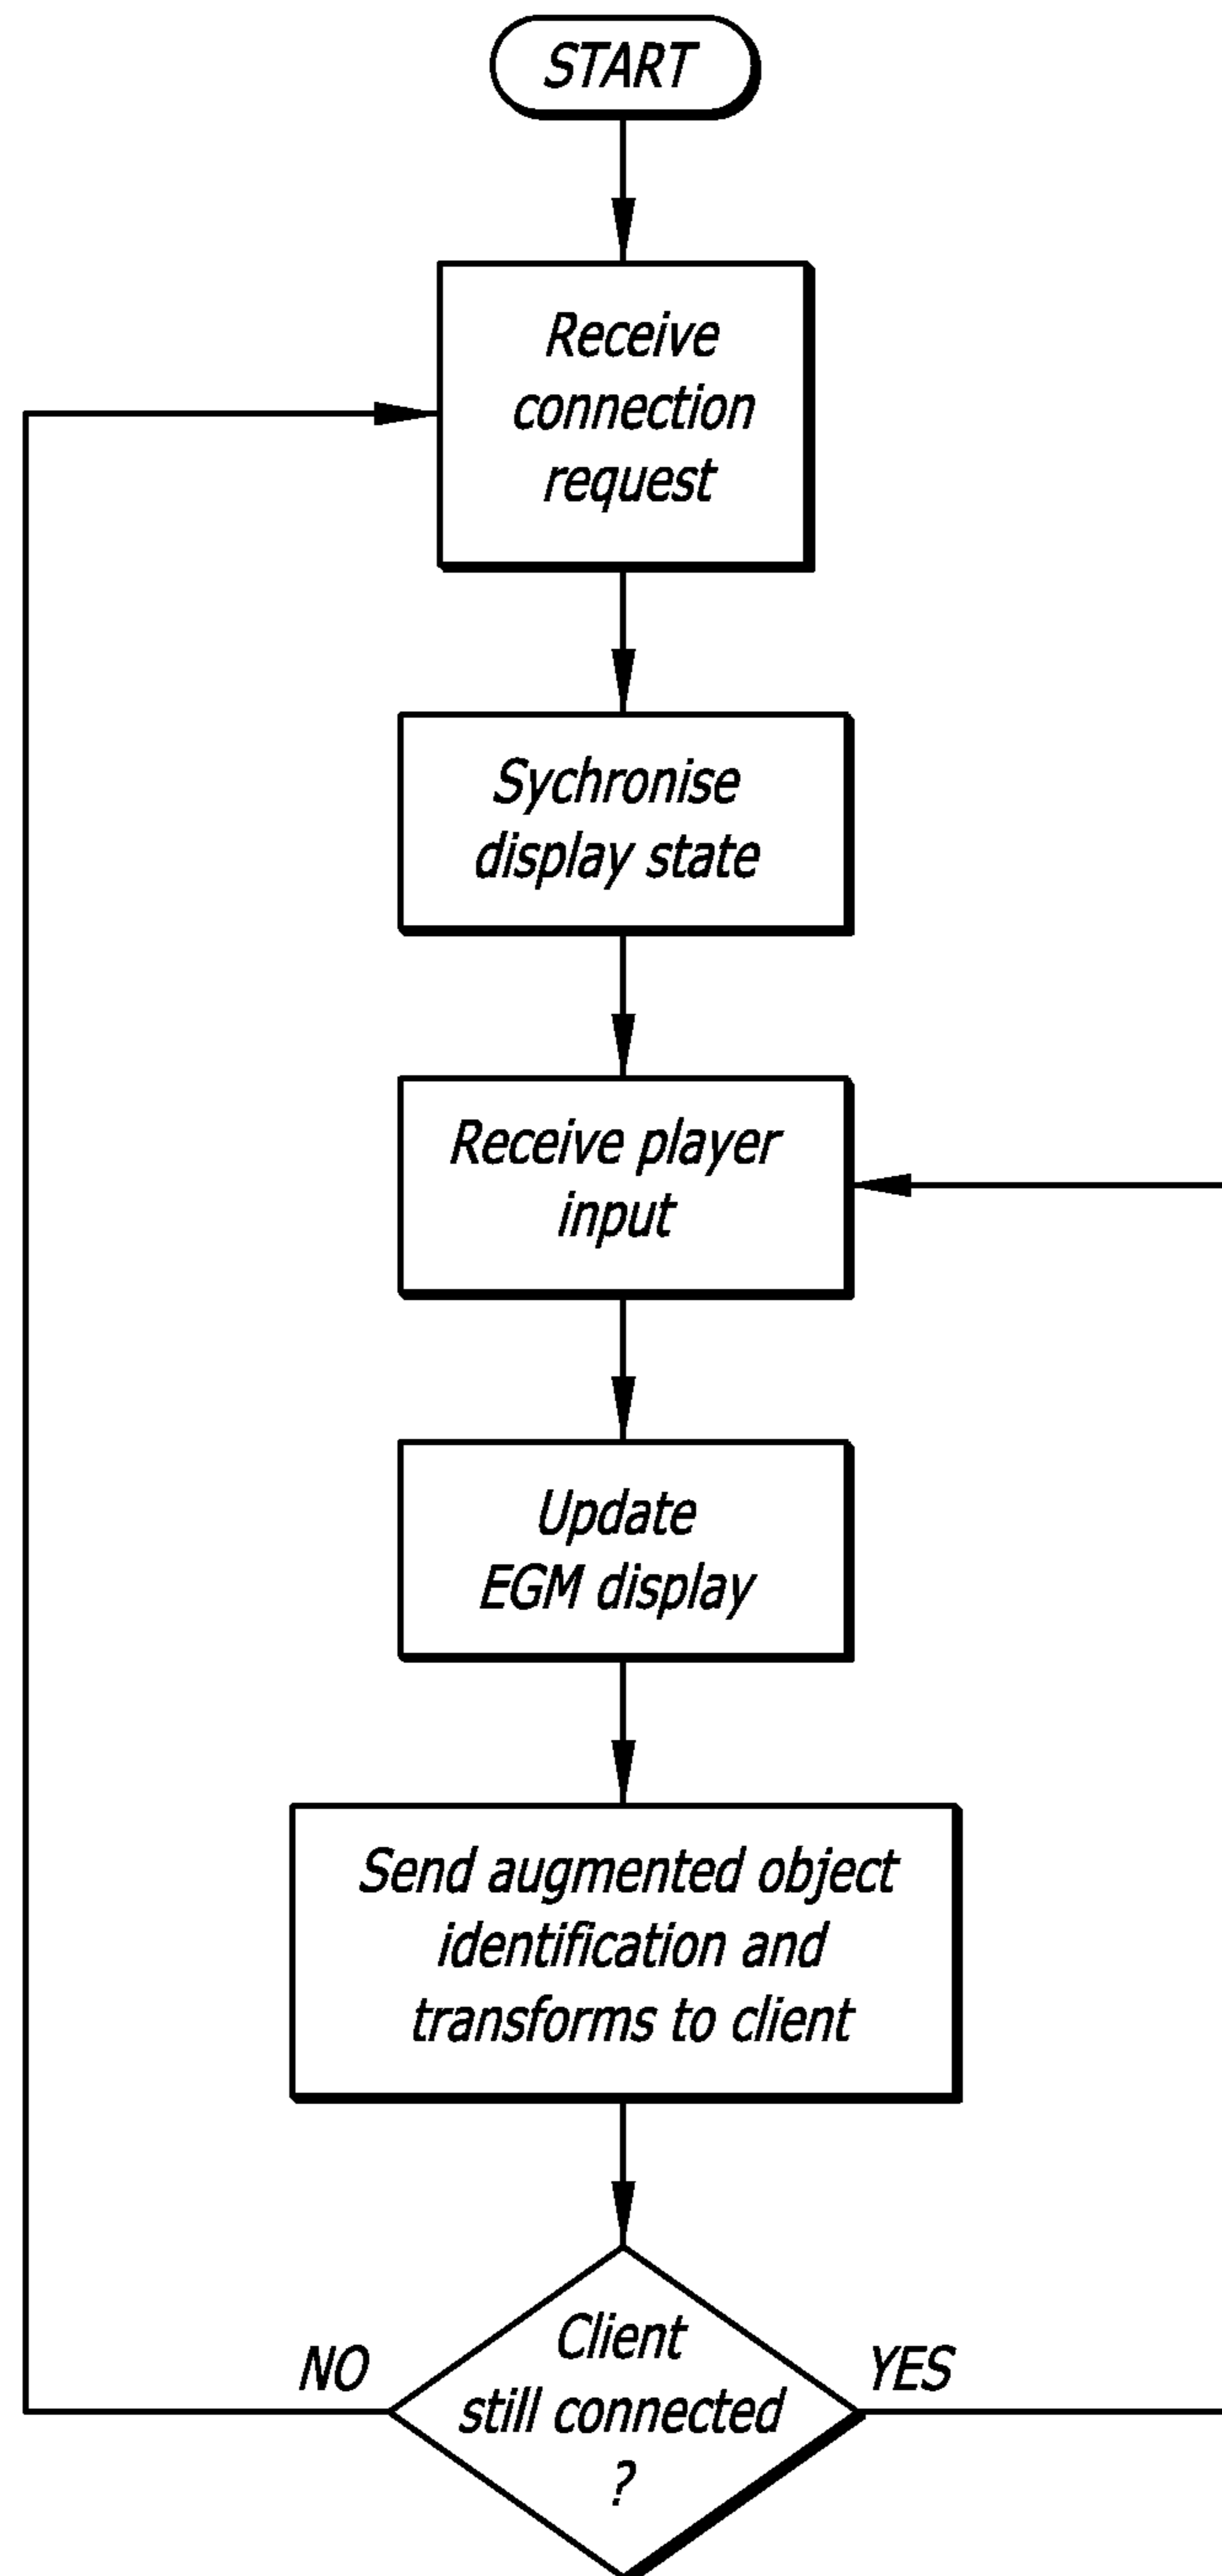 START
Receive
connection
request
Sychronise
display state
Receive player
input
Update
EGM display
Send augmented object
identification and
transforms to client
Client
still connected
?
NO
YES